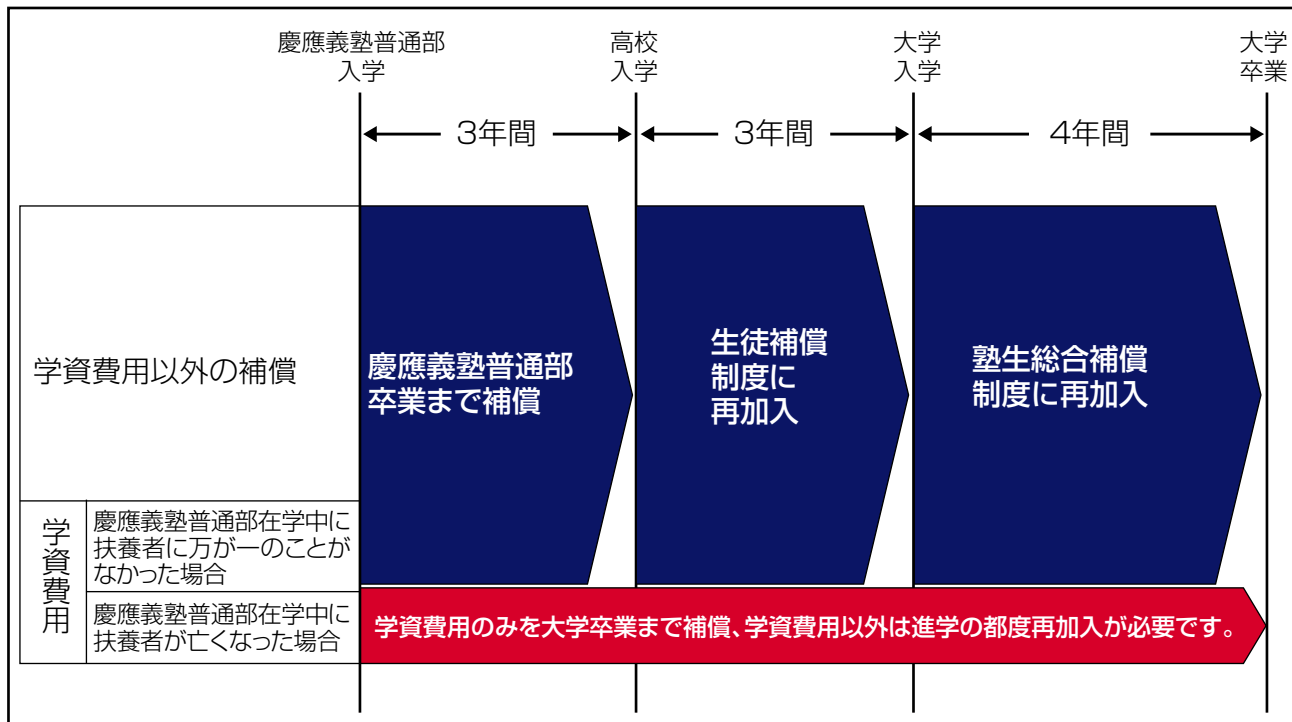 慶應義塾普通部
入学
高校
入学
大学
入学
大学
卒業
3年間
3年間
4年間
学資費用以外の補償
慶應義塾普通部
卒業まで補償
生徒補償
制度に
再加入
塾生総合補償
制度に再加入
学資費用
慶應義塾普通部在学中に
扶養者に万が一のことが
なかった場合
慶應義塾普通部在学中に
扶養者が亡くなった場合
学資費用のみを大学卒業まで補償、学資費用以外は進学の都度再加入が必要です。